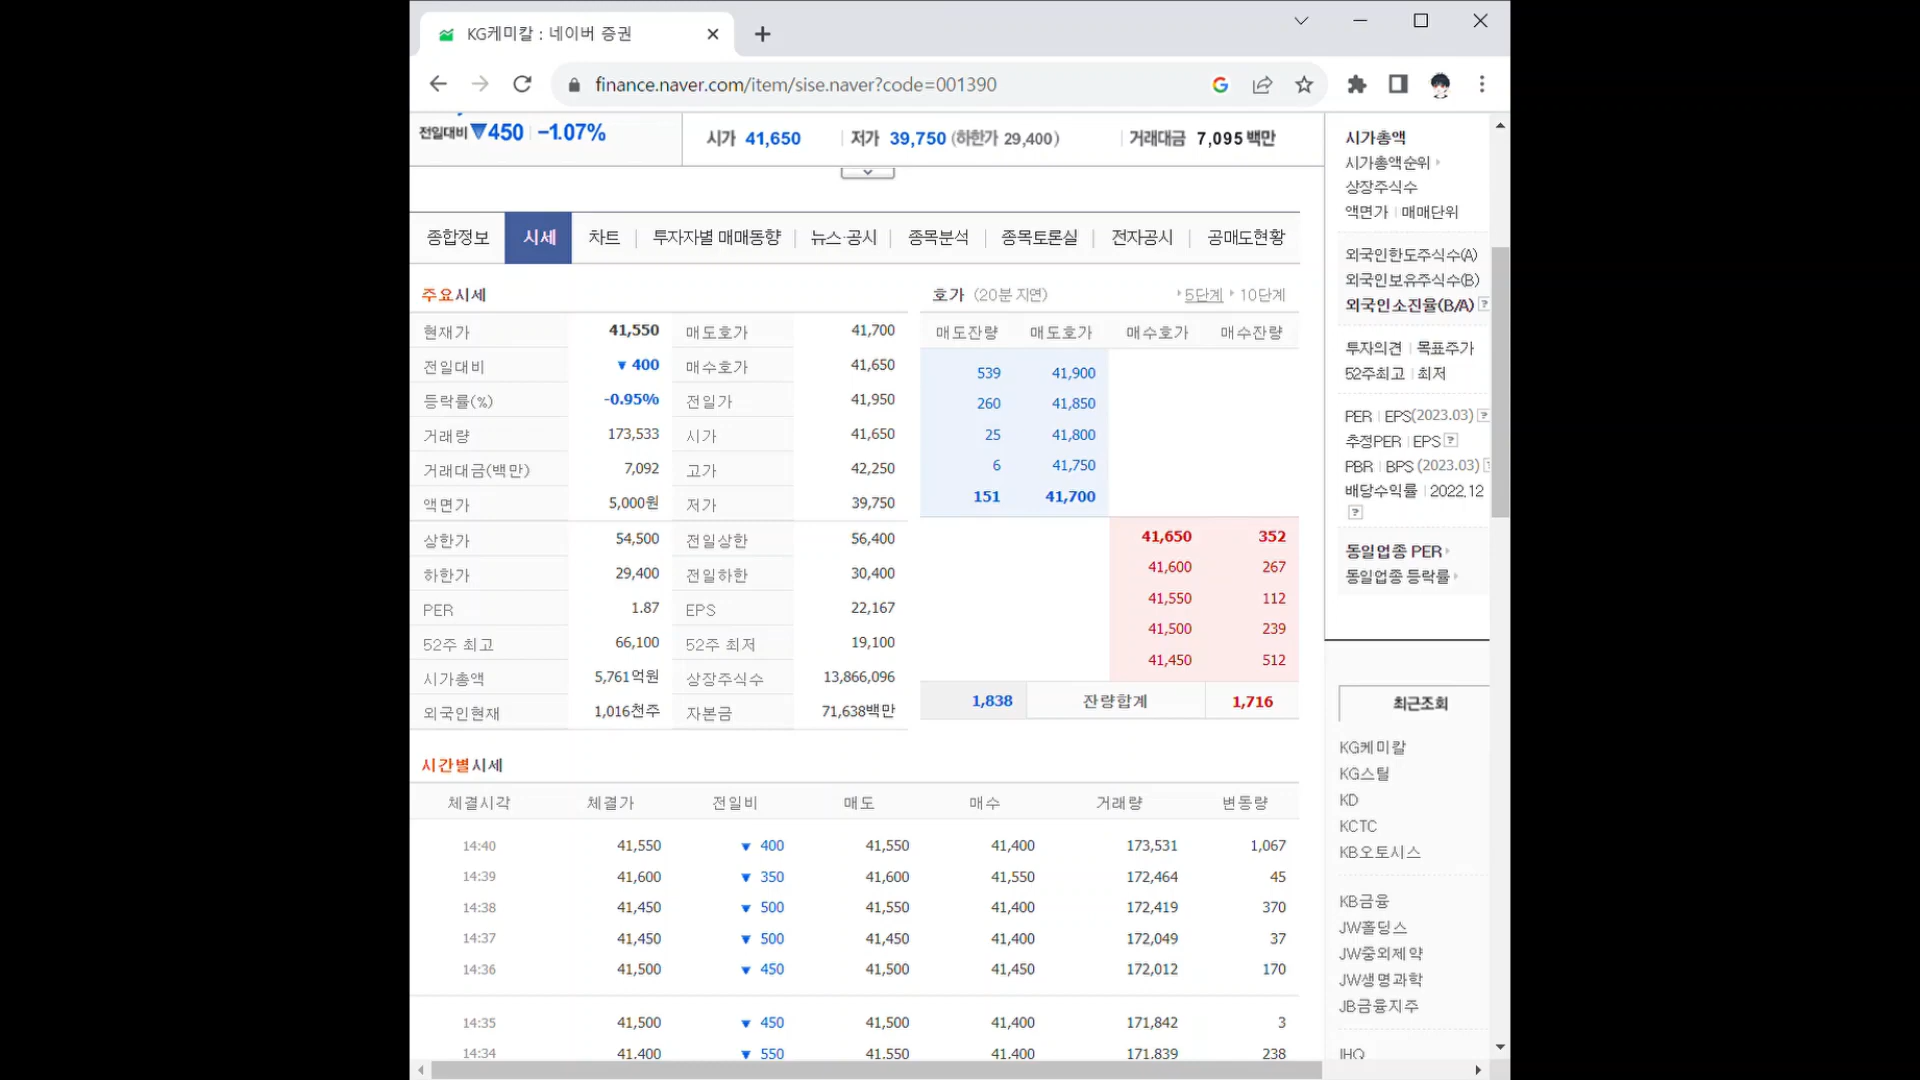 KG케미칼 : 네이버 증권
finance.naver.com/item/sise.naver?code=001390
전일대비 ▼450 -1.07%
시가 41,650 저가 39,750 (하한가 29,400) 거래대금 7,095 백만
종합정보 시세 차트 투자자별 매매동향 뉴스·공시 종목분석 종목토론실 전자공시 공매도현황
주요시세
현재가 41,550 매도호가 41,700
전일대비 ▼ 400 매수호가 41,650
등락률(%) -0.95% 전일가 41,950
거래량 173,533 시가 41,650
거래대금(백만) 7,092 고가 42,250
액면가 5,000원 저가 39,750
상한가 54,500 전일상한 56,400
하한가 29,400 전일하한 30,400
PER 1.87 EPS 22,167
52주 최고 66,100 52주 최저 19,100
시가총액 5,761억원 상장주식수 13,866,096
외국인현재 1,016천주 자본금 71,638백만
호가 (20분 지연) 5단계 10단계
매도잔량 매도호가 매수호가 매수잔량
539 41,900
260 41,850
25 41,800
6 41,750
151 41,700
41,650 352
41,600 267
41,550 112
41,500 239
41,450 512
1,838 잔량합계 1,716
시간별시세
체결시각 체결가 전일비 매도 매수 거래량 변동량
14:40 41,550 ▼ 400 41,550 41,400 173,531 1,067
14:39 41,600 ▼ 350 41,600 41,550 172,464 45
14:38 41,450 ▼ 500 41,550 41,400 172,419 370
14:37 41,450 ▼ 500 41,450 41,400 172,049 37
14:36 41,500 ▼ 450 41,500 41,450 172,012 170
14:35 41,500 ▼ 450 41,500 41,400 171,842 3
14:34 41,400 ▼ 550 41,550 41,400 171,839 238
시가총액
시가총액순위
상장주식수
액면가 | 매매단위
외국인한도주식수(A)
외국인보유주식수(B)
외국인소진율(B/A) ?
투자의견 | 목표주가
52주최고 | 최저
PER | EPS(2023.03) ?
추정PER | EPS ?
PBR | BPS (2023.03) ?
배당수익률 | 2022.12
?
동일업종 PER
동일업종 등락률
최근조회
KG케미칼
KG스틸
KD
KCTC
KB오토시스
KB금융
JW홀딩스
JW중외제약
JW생명과학
JB금융지주
IHQ